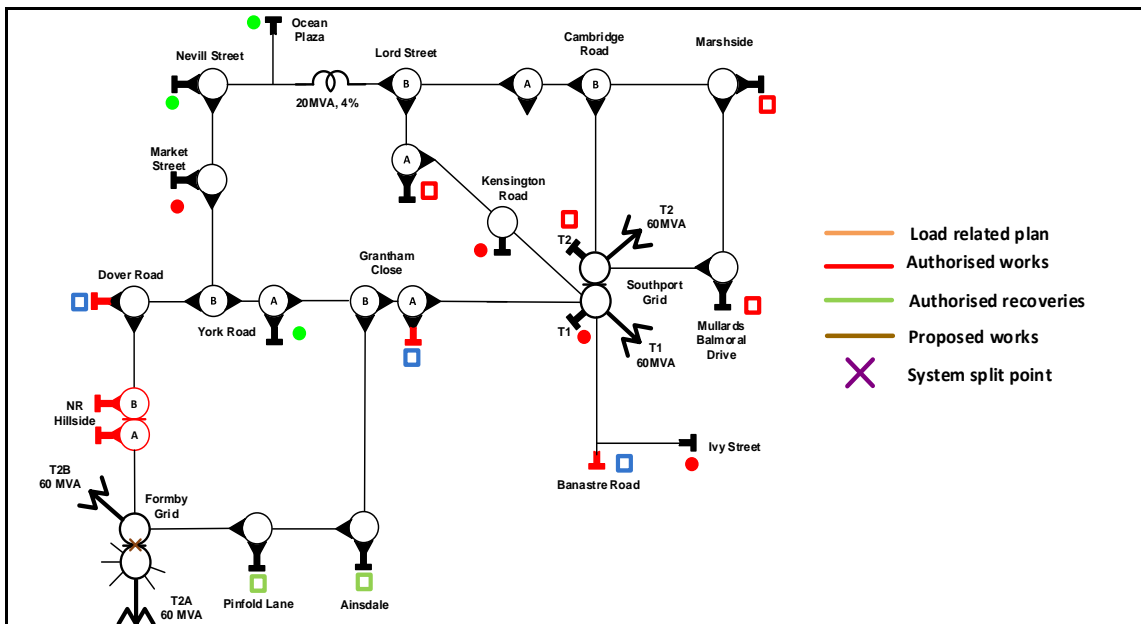 Ocean
Plaza
Nevill Street
Lord Street
Cambridge
Road
Marshside
B
A
B
20MVA, 4%
A
Market
Street
Kensington
Road
T2
60MVA
T2
Dover Road
Grantham
Close
Southport
Grid
B
A
B
A
York Road
T1
T1
60MVA
Mullards
Balmoral
Drive
NR
Hillside
B
A
Ivy Street
Banastre Road
T2B
60 MVA
Formby
Grid
T2A
60 MVA
Pinfold Lane
Ainsdale
Load related plan
Authorised works
Authorised recoveries
Proposed works
System split point